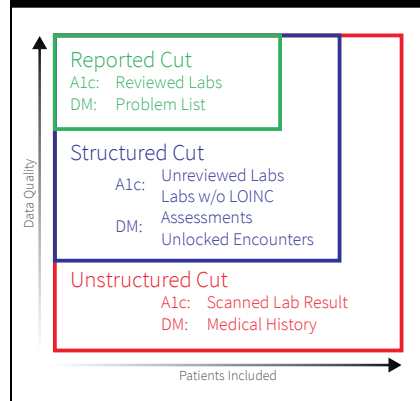 Reported Cut
A1c: Reviewed Labs
DM: Problem List
Structured Cut
A1c: Unreviewed Labs
Labs w/o LOINC
DM: Assessments
Unlocked Encounters
Unstructured Cut
A1c: Scanned Lab Result
DM: Medical History
Data Quality
Patients Included